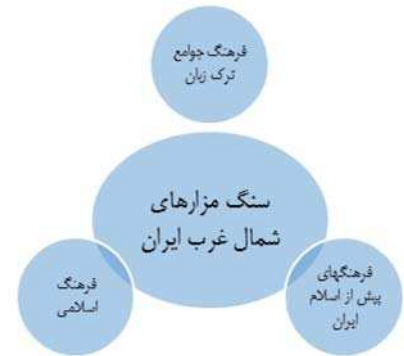 فرهنگ جوامع
ترک زبان
سنگ مزارهای
شمال غرب ایران
فرهنگهای
پیش از اسلام
ایران
فرهنگ
اسلامی